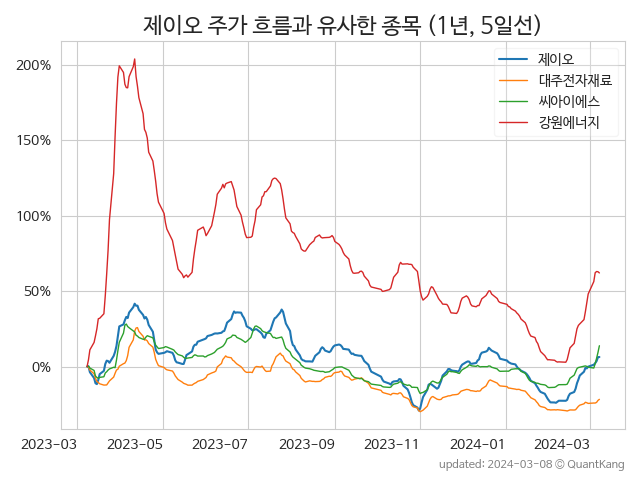 제이오 주가 흐름과 유사한 종목 (1년, 5일선)
제이오
대주전자재료
씨아이에스
강원에너지
200%
150%
100%
50%
0%
2023-03 2023-05 2023-07 2023-09 2023-11 2024-01 2024-03
updated: 2024-03-08 © QuantKang